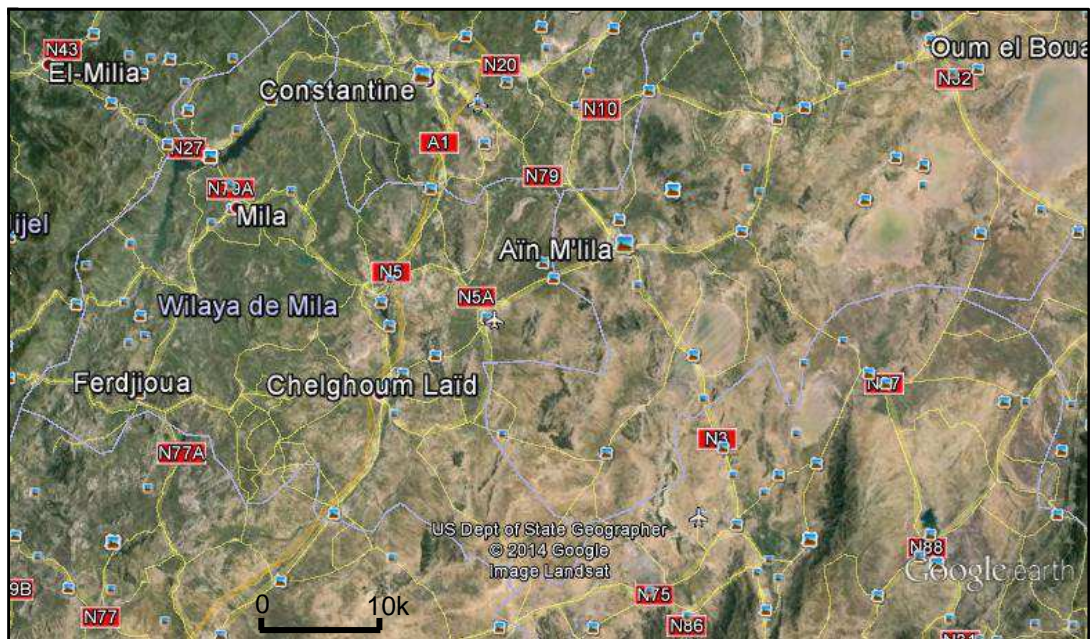 N43
El-Milia
N20
Oum el Boua
Constantine
N32
N10
A1
N27
N79
N79A
Mila
Jijel
Aïn M'lila
N5
N5A
Wilaya de Mila
Ferdjioua
Chelghoum Laïd
N3
N77A
US Dept of State Geographer
© 2014 Google
Image Landsat
N88
Google earth
9B
N75
N77
0 10k
N86